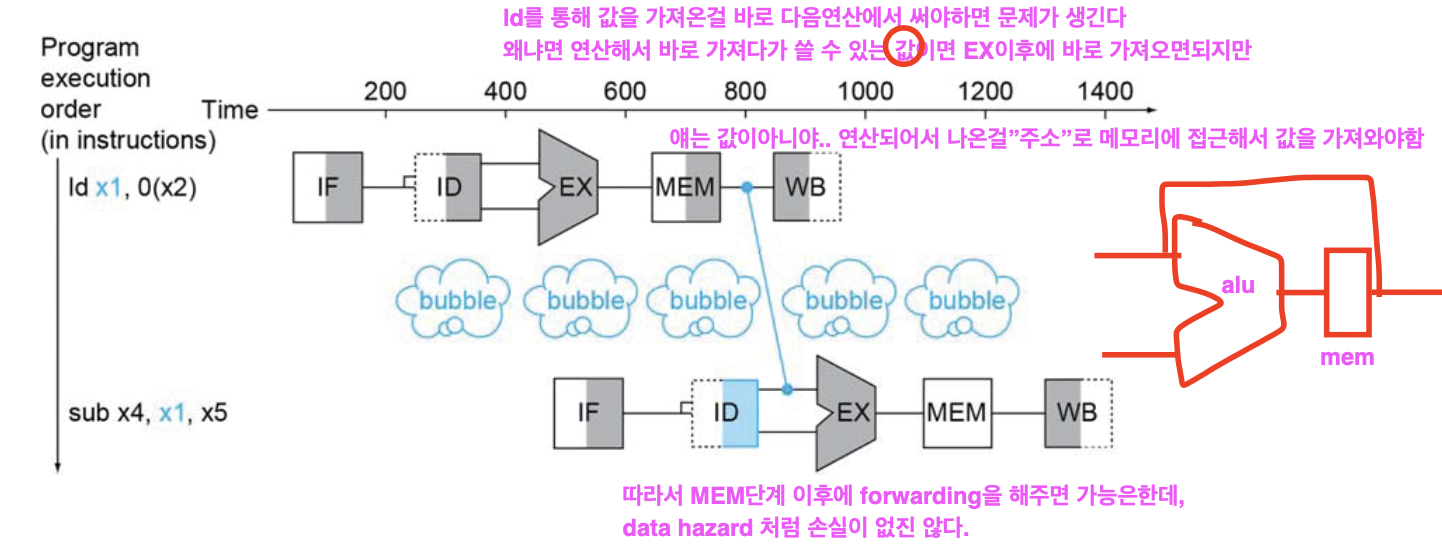 ld를 통해 값을 가져온걸 바로 다음연산에서 써야하면 문제가 생긴다
왜냐면 연산해서 바로 가져다가 쓸 수 있는 값이면 EX이후에 바로 가져오면되지만
Program
execution
order
(in instructions)
Time
200 400 600 800 1000 1200 1400
얘는 값이아니야.. 연산되어서 나온걸”주소”로 메모리에 접근해서 값을 가져와야함
ld x1, 0(x2)
IF ID EX MEM WB
bubble bubble bubble bubble bubble
alu
mem
sub x4, x1, x5
IF ID EX MEM WB
따라서 MEM단계 이후에 forwarding을 해주면 가능은한데,
data hazard 처럼 손실이 없진 않다.